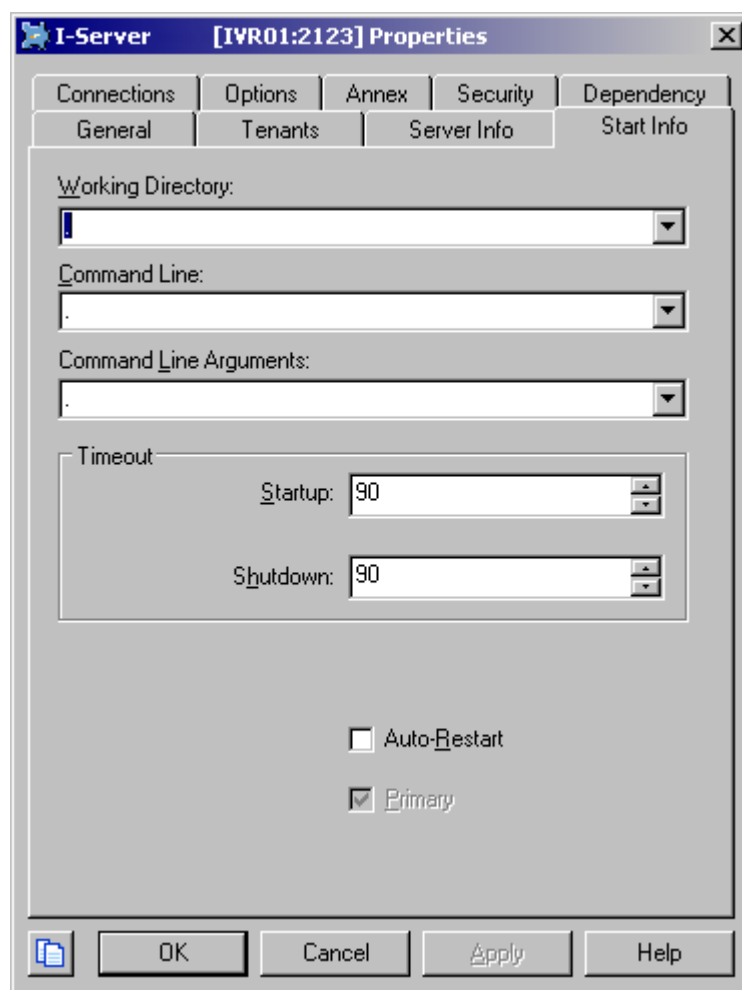 I-Server [IVR01:2123] Properties
Connections Options Annex Security Dependency
General Tenants Server Info Start Info
Working Directory:
.
Command Line:
.
Command Line Arguments:
.
Timeout
Startup: 90
Shutdown: 90
Auto-Restart
Primary
OK Cancel Apply Help